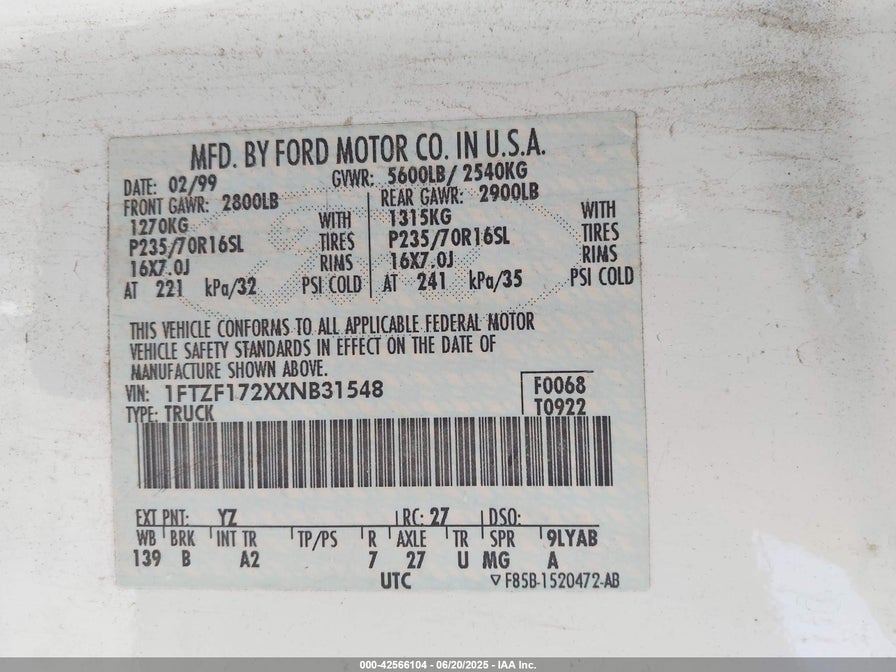 MFD. BY FORD MOTOR CO. IN U.S.A.
DATE: 02/99 GVWR: 5600LB/ 2540KG
FRONT GAWR: 2800LB REAR GAWR: 2900LB
1270KG WITH 1315KG WITH
P235/70R16SL TIRES P235/70R16SL TIRES
16X7.0J RIMS 16X7.0J RIMS
AT 221 kPa/32 PSI COLD AT 241 kPa/35 PSI COLD
THIS VEHICLE CONFORMS TO ALL APPLICABLE FEDERAL MOTOR
VEHICLE SAFETY STANDARDS IN EFFECT ON THE DATE OF
MANUFACTURE SHOWN ABOVE.
VIN: 1FTZF172XXNB31548 F0068
TYPE: TRUCK T0922
EXT PNT: YZ RC: 27 DSO:
WB BRK INT TR TP/PS R AXLE TR SPR 9LYAB
139 B A2 7 27 U MG A
UTC ▽ F85B-1520472-AB
000-42566104 - 06/20/2025 - IAA Inc.